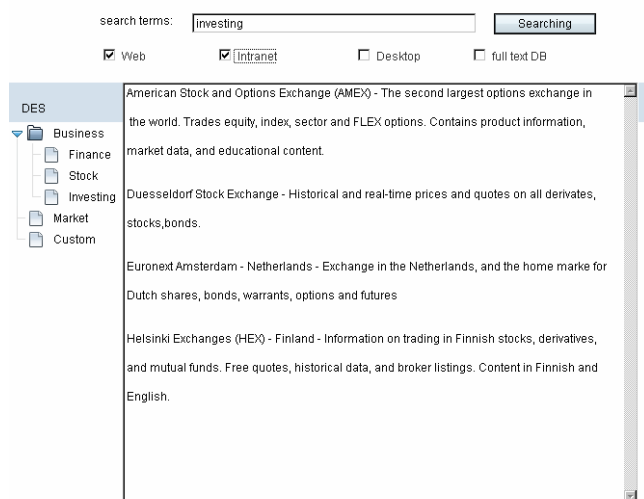 search terms: investing Searching
Web Intranet Desktop full text DB
DES
Business
Finance
Stock
Investing
Market
Custom
American Stock and Options Exchange (AMEX) - The second largest options exchange in
the world. Trades equity, index, sector and FLEX options. Contains product information,
market data, and educational content.
Duesseldorf Stock Exchange - Historical and real-time prices and quotes on all derivates,
stocks,bonds.
Euronext Amsterdam - Netherlands - Exchange in the Netherlands, and the home marke for
Dutch shares, bonds, warrants, options and futures
Helsinki Exchanges (HEX) - Finland - Information on trading in Finnish stocks, derivatives,
and mutual funds. Free quotes, historical data, and broker listings. Content in Finnish and
English.